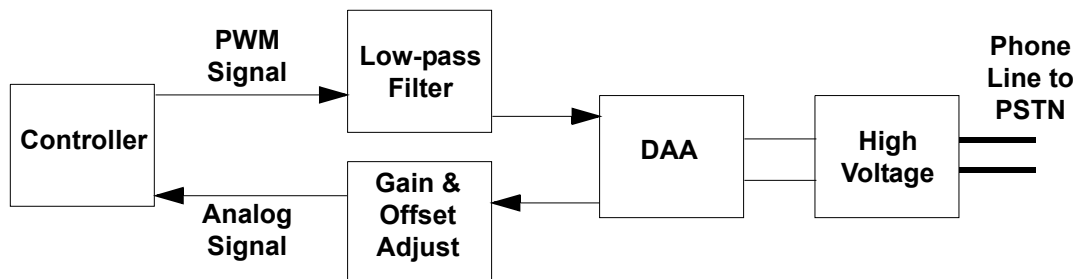 PWM
Signal
Low-pass
Filter
Phone
Line to
PSTN
Controller
DAA
High
Voltage
Analog
Signal
Gain &
Offset
Adjust